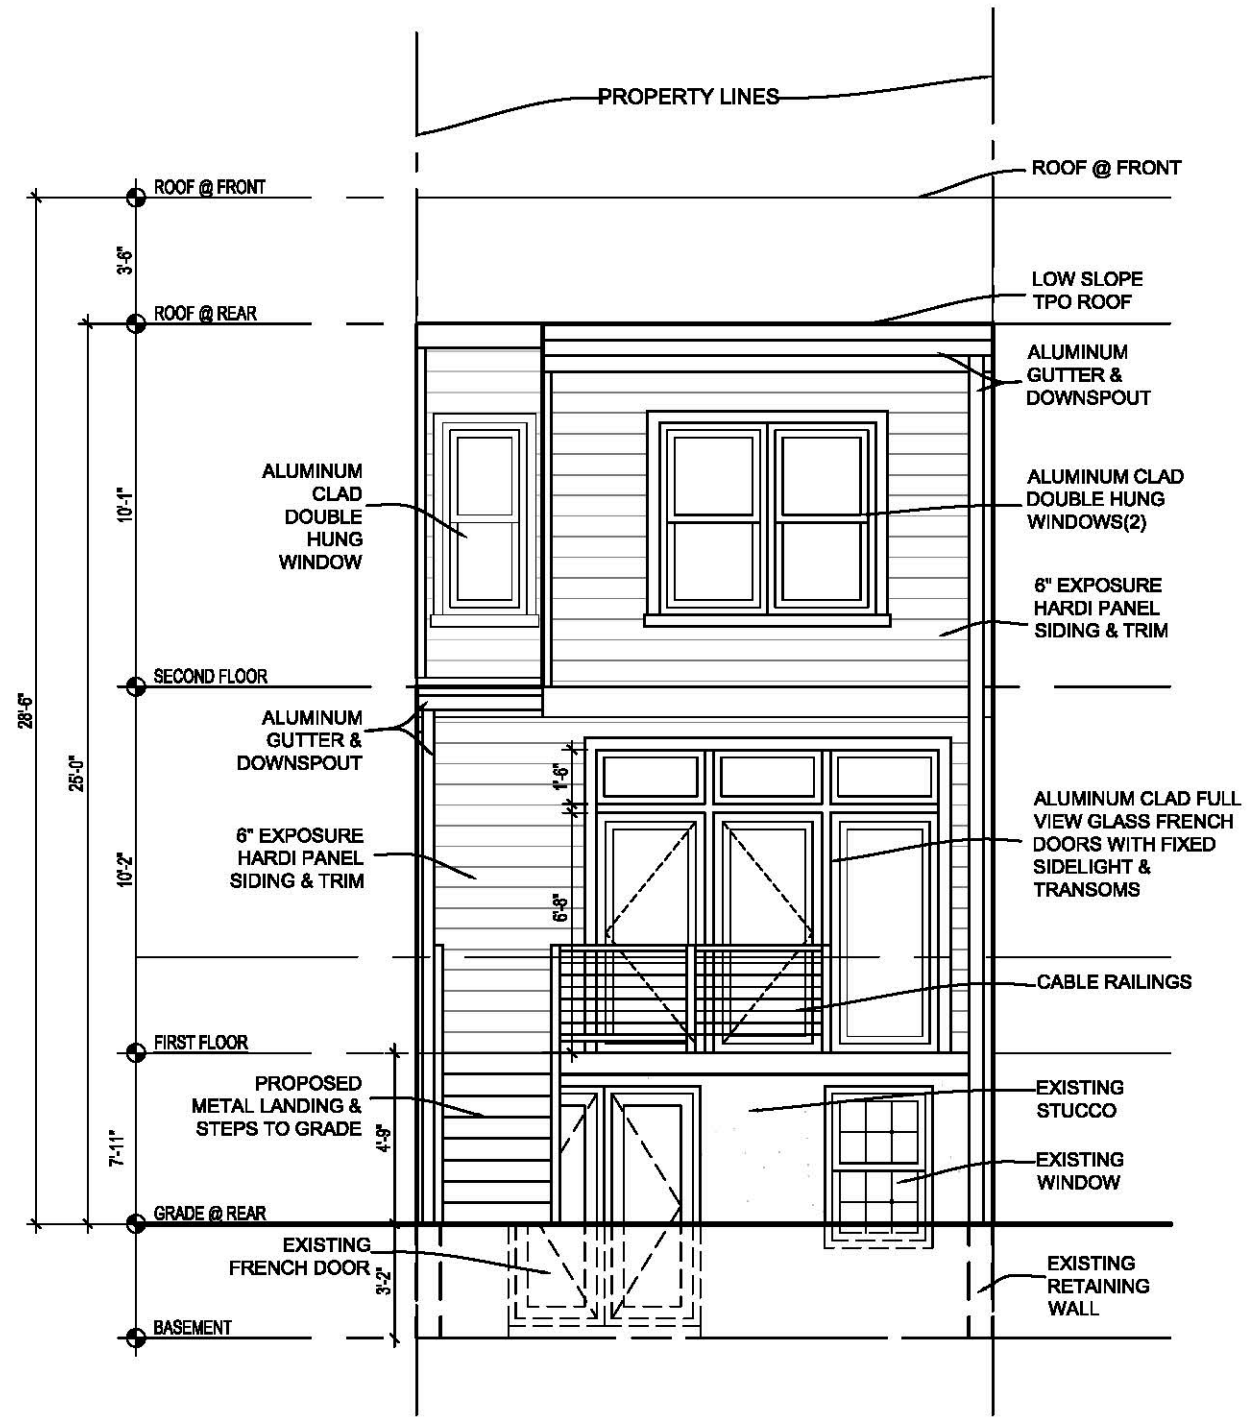 PROPERTY LINES
ROOF @ FRONT
ROOF @ FRONT
3'-6"
ROOF @ REAR
LOW SLOPE
TPO ROOF
ALUMINUM
GUTTER &
DOWNSPOUT
ALUMINUM
CLAD
DOUBLE
HUNG
WINDOW
10'-1"
ALUMINUM CLAD
DOUBLE HUNG
WINDOWS(2)
6" EXPOSURE
HARDI PANEL
SIDING & TRIM
SECOND FLOOR
28'-6"
25'-0"
ALUMINUM
GUTTER &
DOWNSPOUT
1'-6"
6" EXPOSURE
HARDI PANEL
SIDING & TRIM
10'-2"
6'-8"
ALUMINUM CLAD FULL
VIEW GLASS FRENCH
DOORS WITH FIXED
SIDELIGHT &
TRANSOMS
CABLE RAILINGS
FIRST FLOOR
PROPOSED
METAL LANDING &
STEPS TO GRADE
7'-11"
4'-9"
EXISTING
STUCCO
EXISTING
WINDOW
GRADE @ REAR
EXISTING
FRENCH DOOR
3'-2"
EXISTING
RETAINING
WALL
BASEMENT